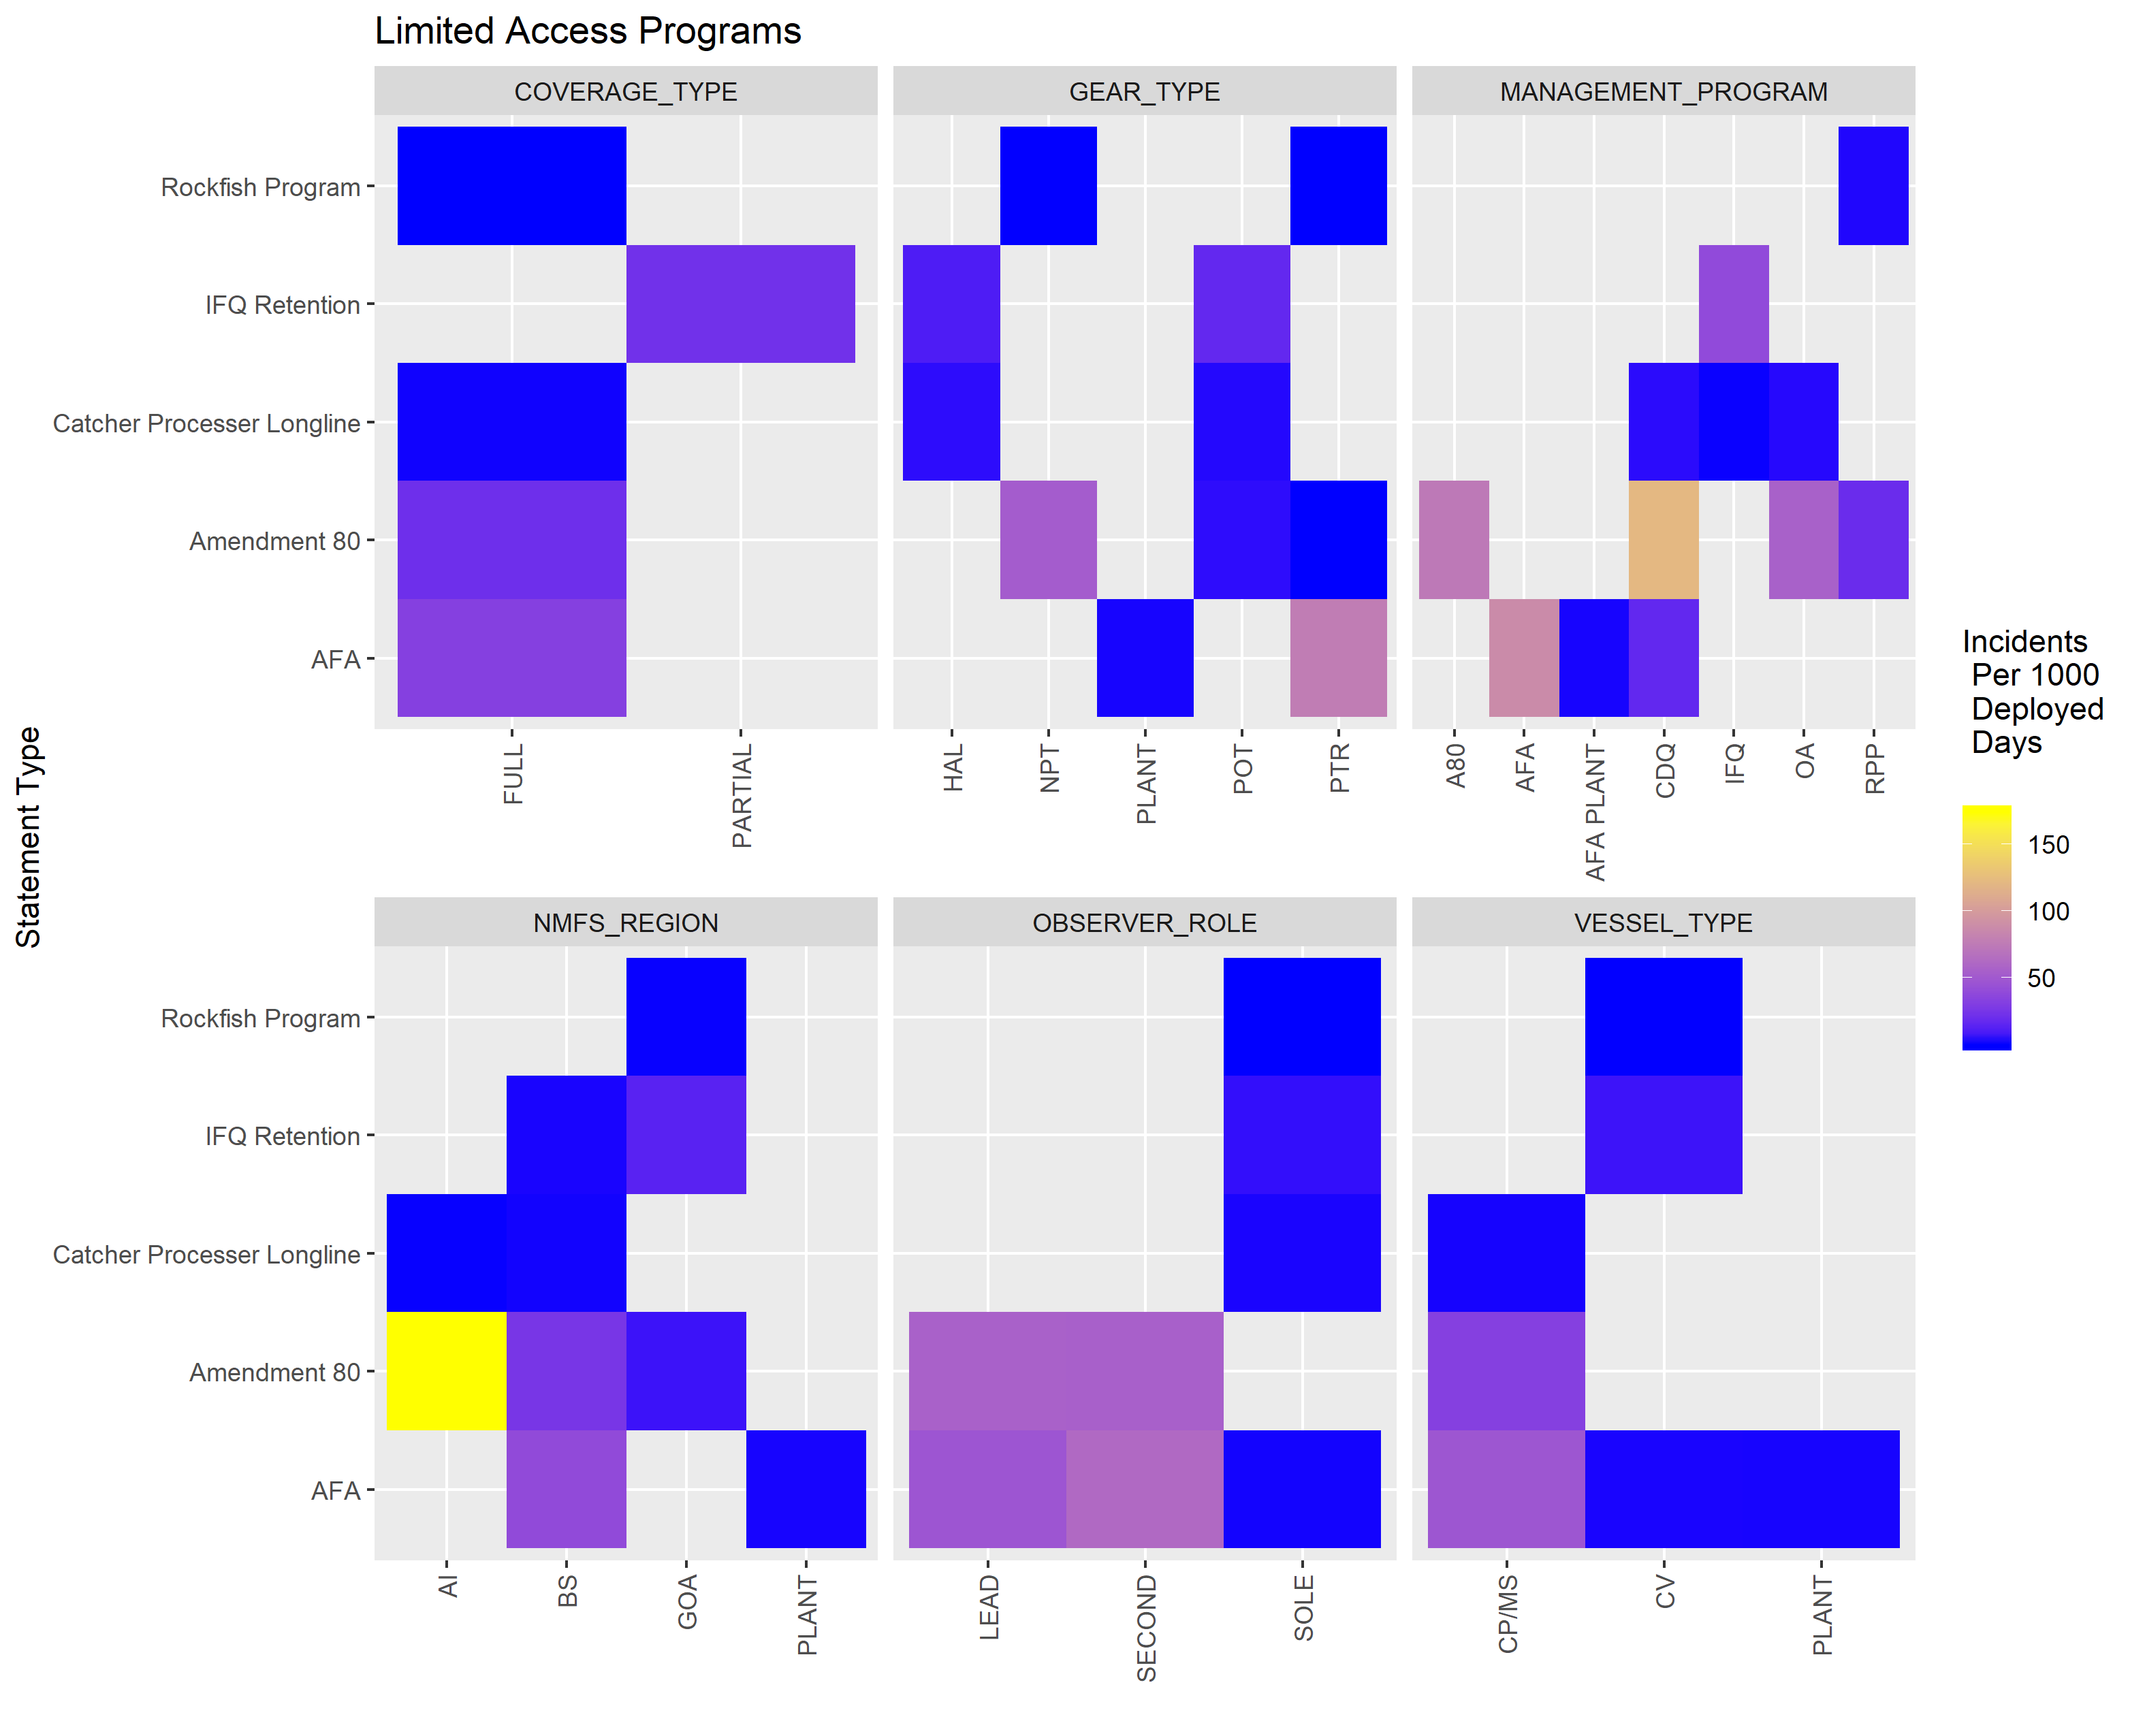 Limited Access Programs
COVERAGE_TYPE
GEAR_TYPE
MANAGEMENT_PROGRAM
Rockfish Program
IFQ Retention
Catcher Processer Longline
Amendment 80
AFA
FULL
PARTIAL
HAL
NPT
PLANT
POT
PTR
A80
AFA
AFA PLANT
CDQ
IFQ
OA
RPP
Statement Type
NMFS_REGION
OBSERVER_ROLE
VESSEL_TYPE
Rockfish Program
IFQ Retention
Catcher Processer Longline
Amendment 80
AFA
AI
BS
GOA
PLANT
LEAD
SECOND
SOLE
CP/MS
CV
PLANT
Incidents
Per 1000
Deployed
Days
150
100
50